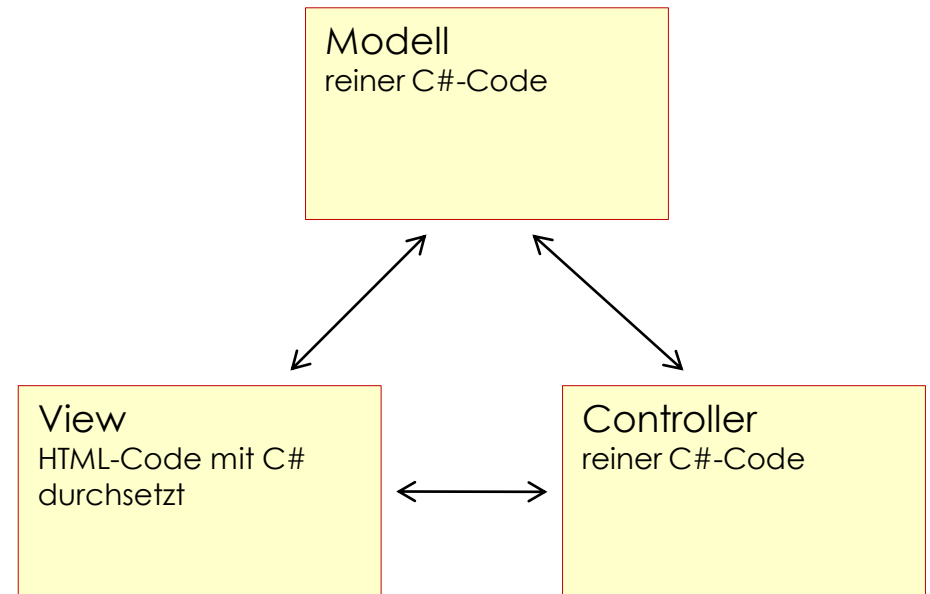 Modell
reiner C#-Code
View
HTML-Code mit C#
durchsetzt
Controller
reiner C#-Code